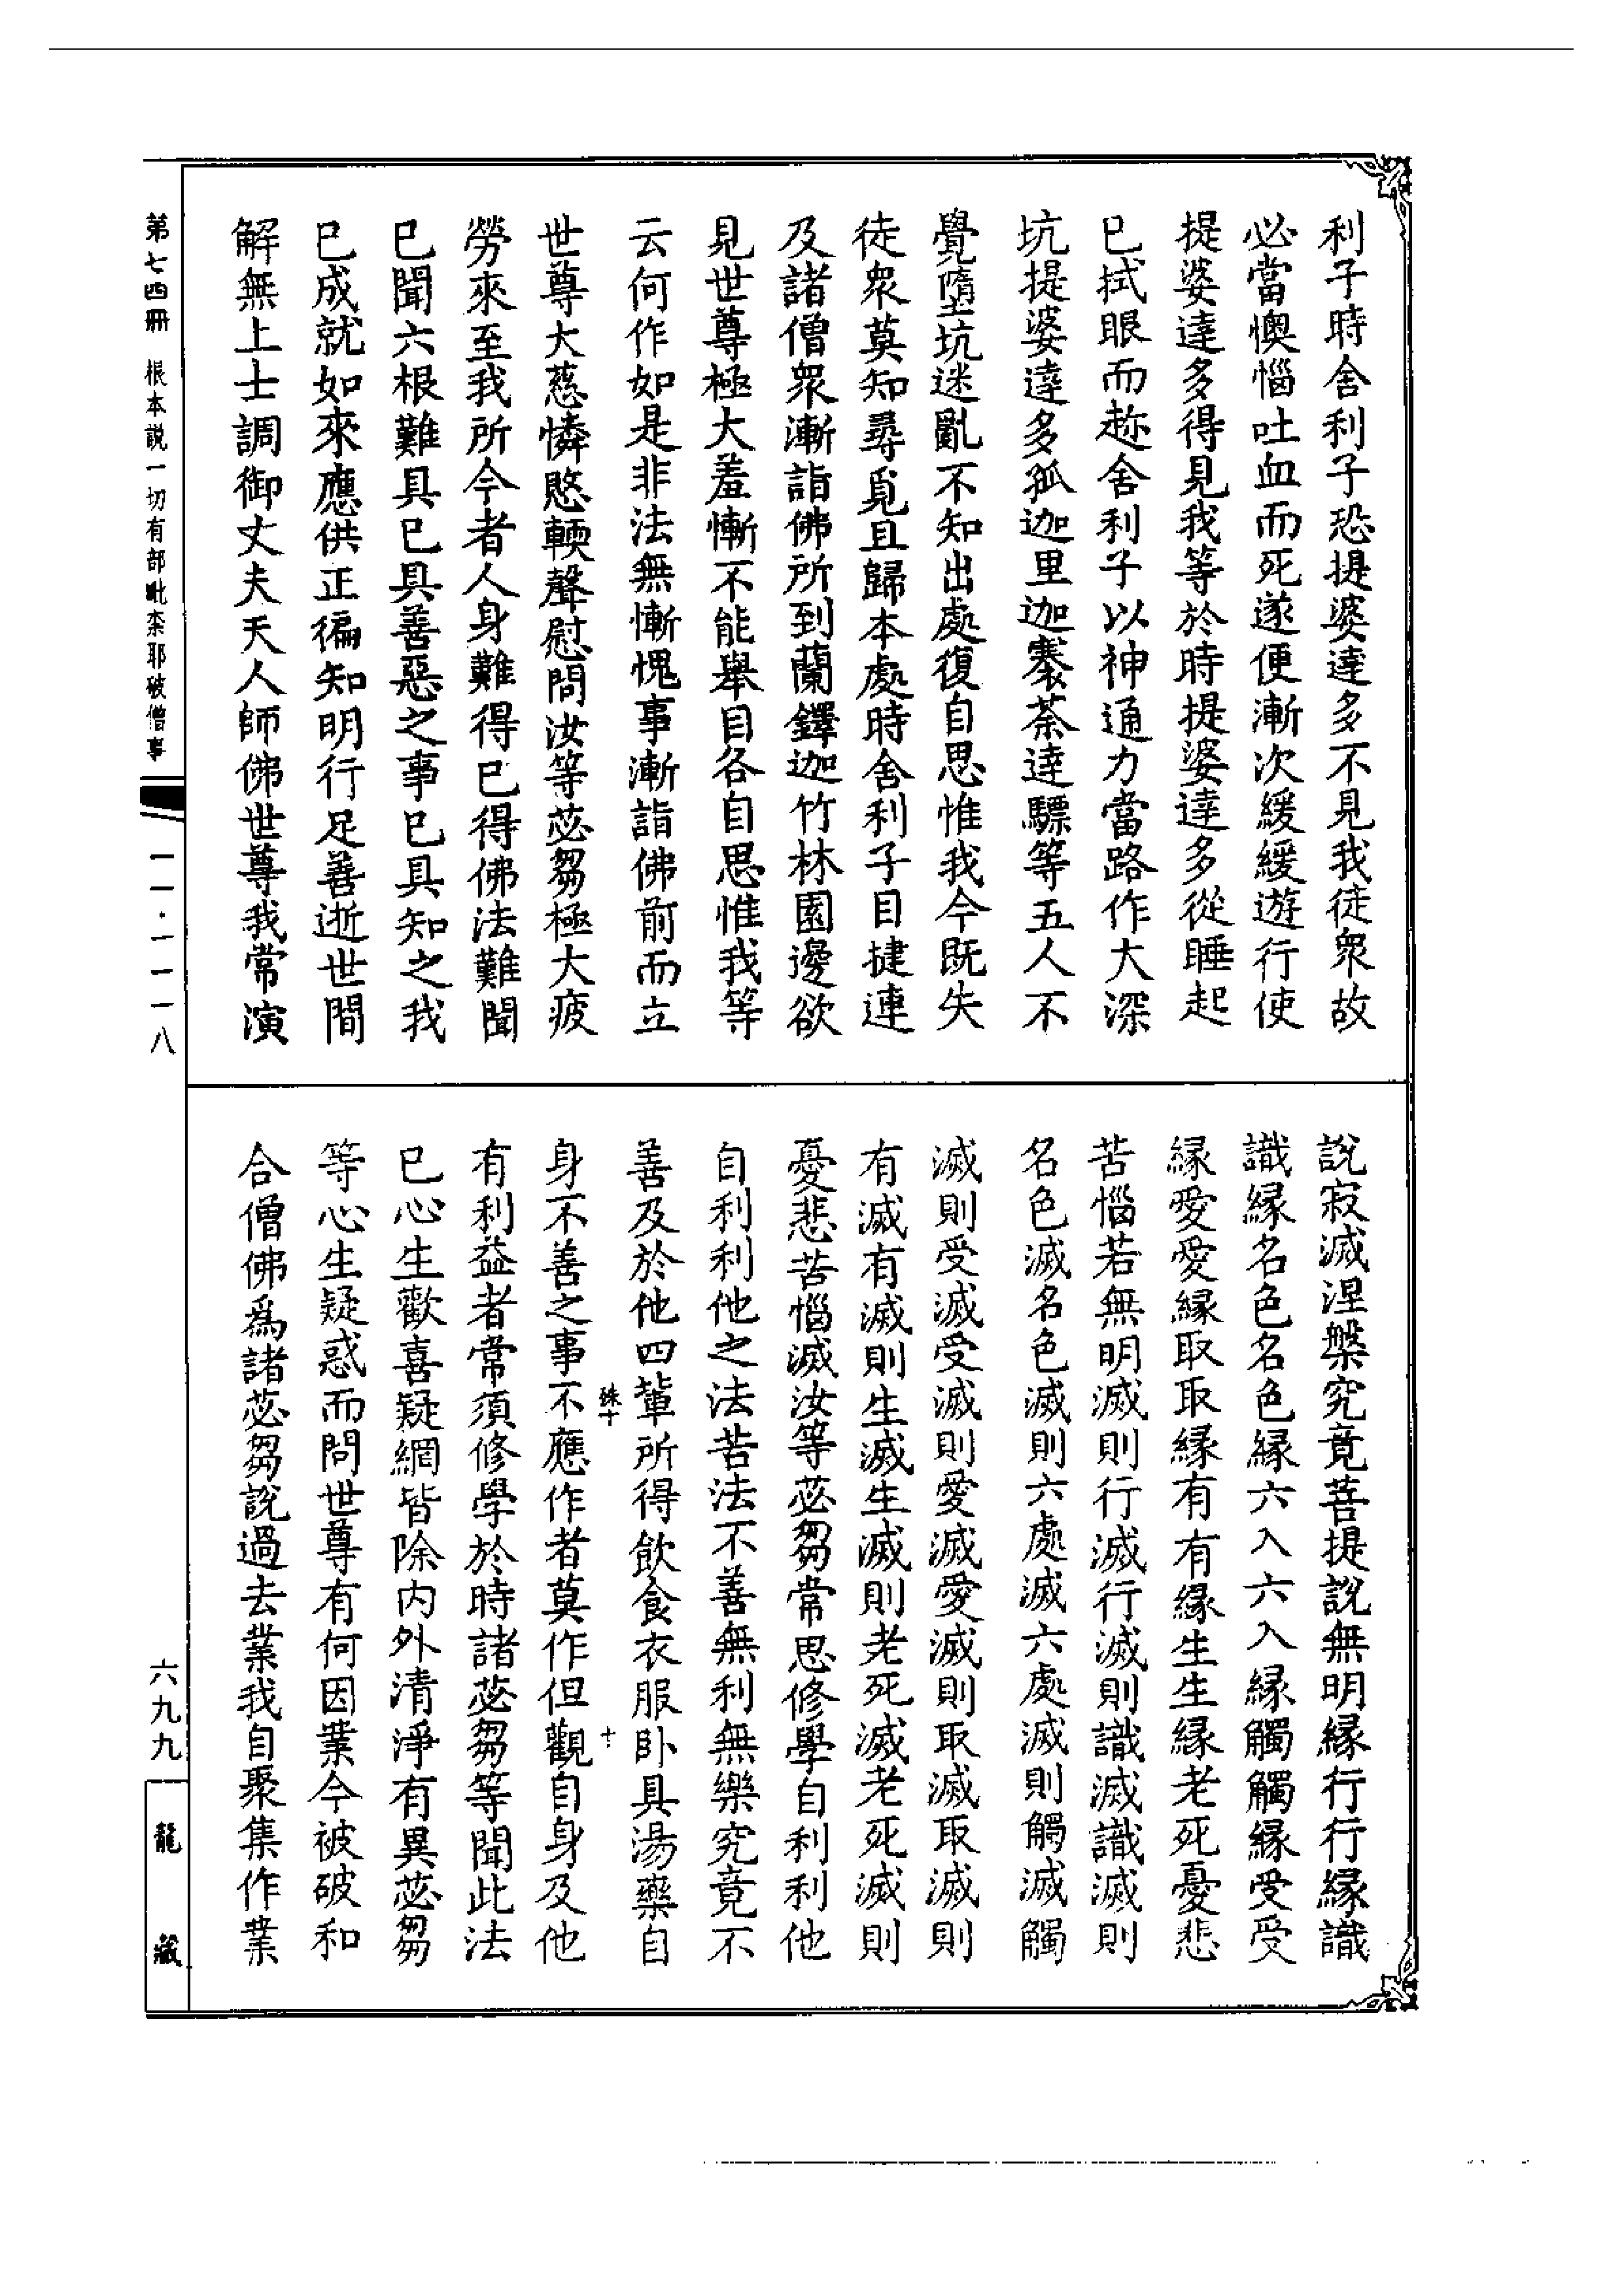 利子時舍利子恐提婆達多不見我徒衆故
必當懊惱吐血而死遂便漸次緩緩遊行使
提婆達多得見我等於時提婆達多從睡起
已拭眼而趂舍利子以神通力當路作大深
坑提婆達多孤迦里迦褰荼達驃等五人不
覺墮坑迷亂不知出處復自思惟我今既失
徒衆莫知尋覓且歸本處時舍利子目揵連
及諸僧衆漸詣佛所到蘭鐸迦竹林園邊欲
見世尊極大羞慚不能舉目各自思惟我等
云何作如是非法無慚愧事漸詣佛前而立
世尊大慈憐愍輭聲慰問汝等苾芻極大疲
勞來至我所今者人身難得已得佛法難聞
已聞六根難具已具善惡之事已具知之我
已成就如來應供正徧知明行足善逝世間
解無上士調御丈夫天人師佛世尊我常演
說寂滅涅槃究竟菩提說無明緣行行緣識
識緣名色名色緣六入六入緣觸觸緣受受
緣愛愛緣取取緣有有緣生生緣老死憂悲
苦惱若無明滅則行滅行滅則識滅識滅則
名色滅名色滅則六處滅六處滅則觸滅觸
滅則受滅受滅則愛滅愛滅則取滅取滅則
有滅有滅則生滅生滅則老死滅老死滅則
憂悲苦惱滅汝等苾芻常思修學自利利他
自利利他之法苦法不善無利無樂究竟不
善及於他四輩所得飲食衣服卧具湯藥自
身不善之事不應作者莫作但觀自身及他
有利益者常須修學於時諸苾芻等聞此法
已心生歡喜疑網皆除內外清淨有異苾芻
等心生疑惑而問世尊有何因業今被破和
合僧佛爲諸苾芻說過去業我自聚集作業
第七四冊 根本說一切有部毗柰耶破僧事
一一·一一一八
六九九
龍藏